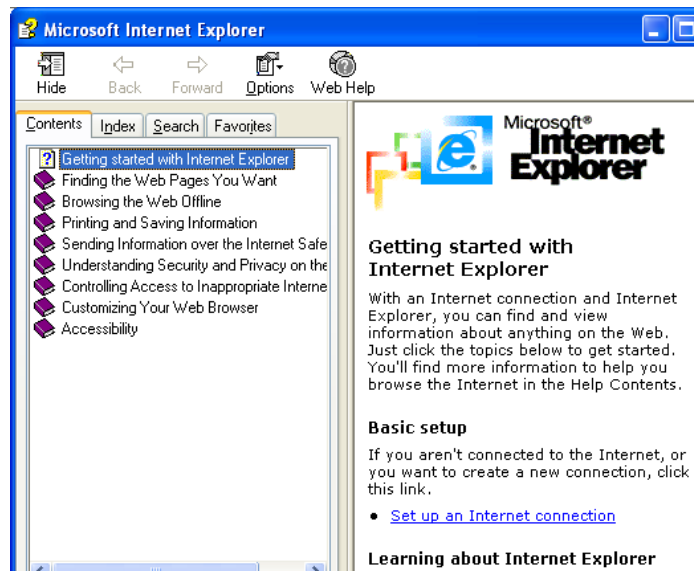 Microsoft Internet Explorer
Hide Back Forward Options Web Help
Contents Index Search Favorites
Getting started with Internet Explorer
Finding the Web Pages You Want
Browsing the Web Offline
Printing and Saving Information
Sending Information over the Internet Safe
Understanding Security and Privacy on the
Controlling Access to Inappropriate Interne
Customizing Your Web Browser
Accessibility
Microsoft®
Internet
Explorer
Getting started with
Internet Explorer
With an Internet connection and Internet
Explorer, you can find and view
information about anything on the Web.
Just click the topics below to get started.
You'll find more information to help you
browse the Internet in the Help Contents.
Basic setup
If you aren't connected to the Internet, or
you want to create a new connection, click
this link.
• Set up an Internet connection
Learning about Internet Explorer